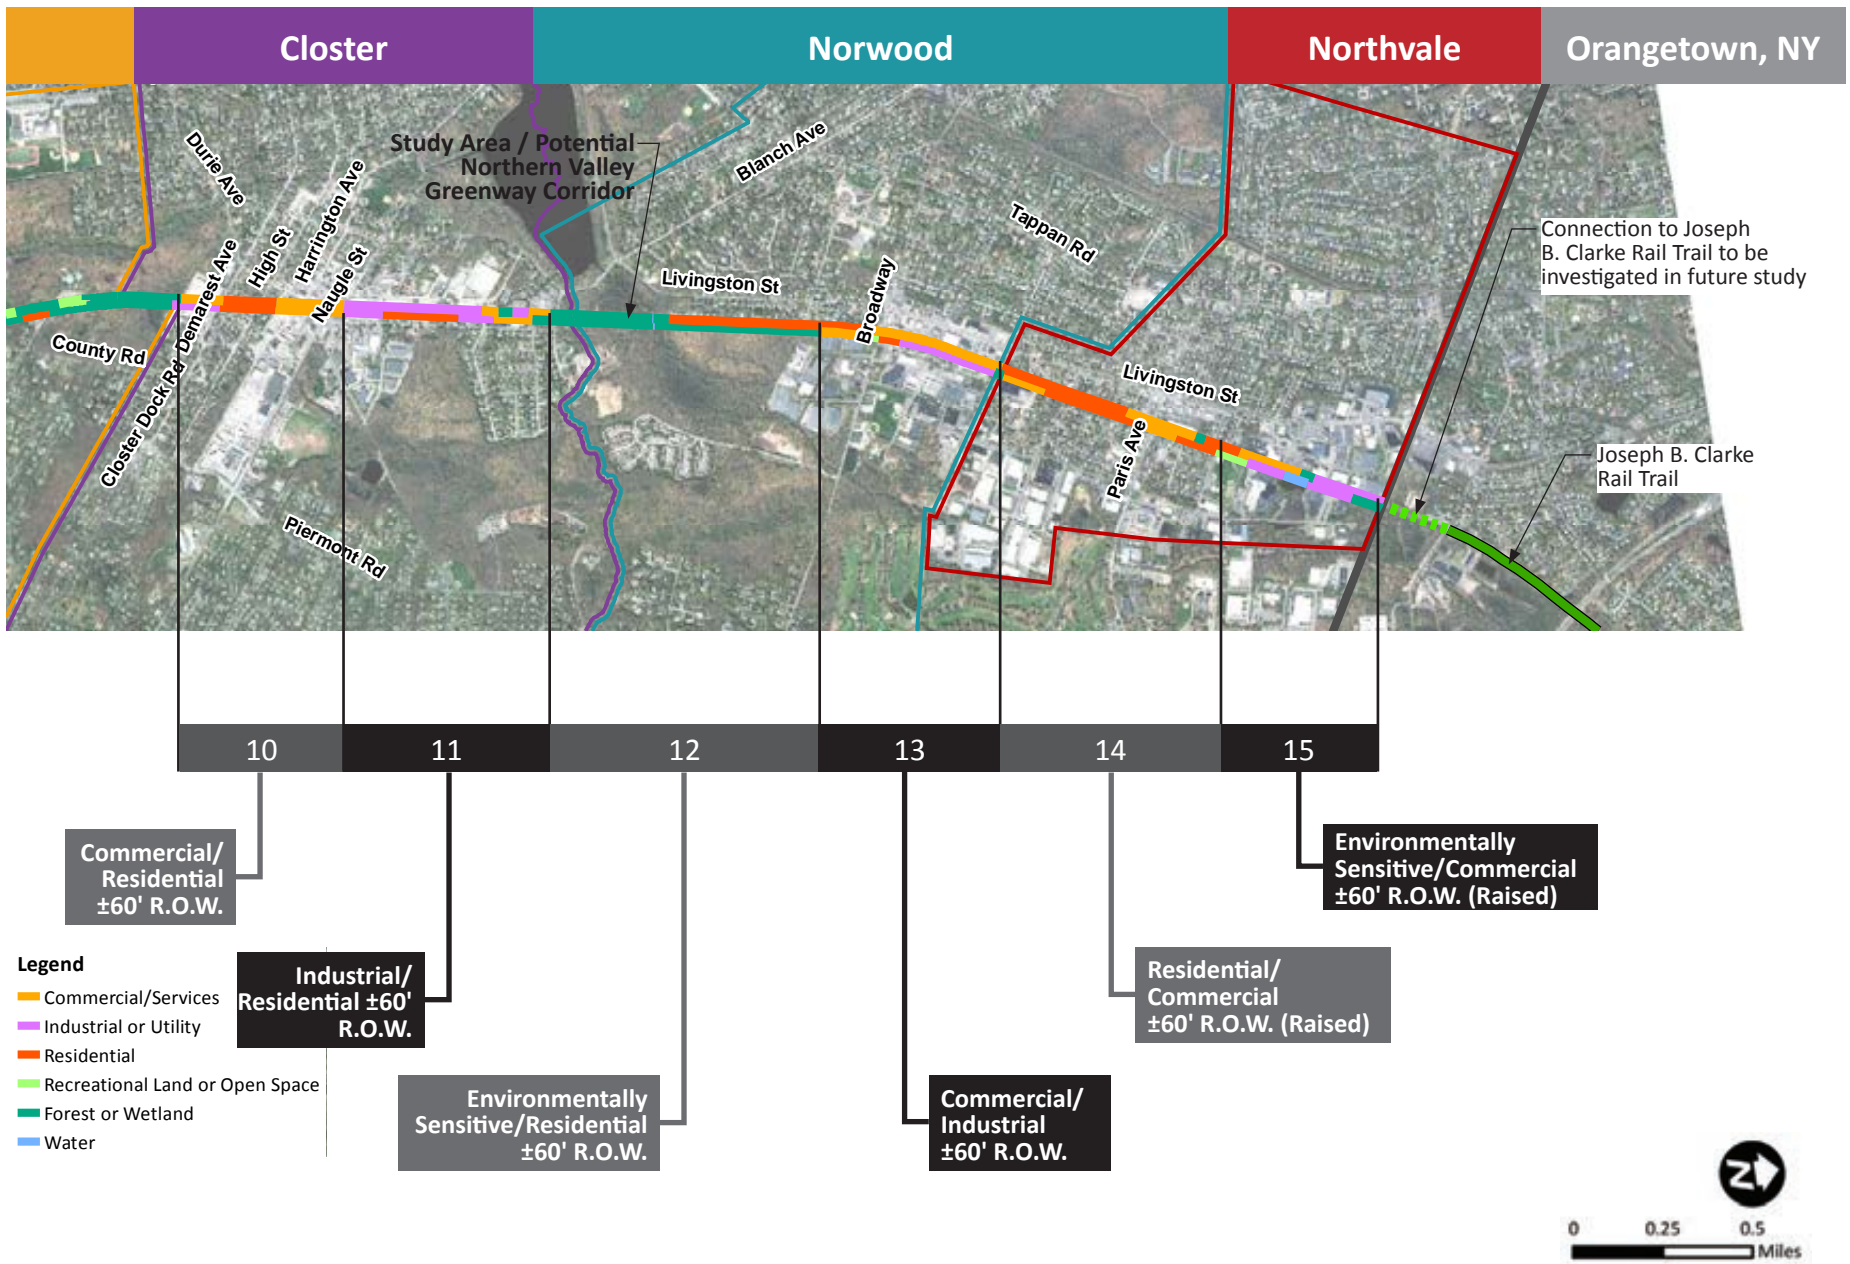 Closter
Norwood
Northvale
Orangetown, NY
Study Area / Potential
Northern Valley
Greenway Corridor
Durie Ave
High St
Harrington Ave
Naugle St
Demarest Ave
County Rd
Closter Dock Rd
Piermont Rd
Blanch Ave
Livingston St
Broadway
Tappan Rd
Livingston St
Paris Ave
Connection to Joseph
B. Clarke Rail Trail to be
investigated in future study
Joseph B. Clarke
Rail Trail
10
11
12
13
14
15
Commercial/
Residential
±60' R.O.W.
Industrial/
Residential ±60'
R.O.W.
Environmentally
Sensitive/Residential
±60' R.O.W.
Commercial/
Industrial
±60' R.O.W.
Residential/
Commercial
±60' R.O.W. (Raised)
Environmentally
Sensitive/Commercial
±60' R.O.W. (Raised)
Legend
Commercial/Services
Industrial or Utility
Residential
Recreational Land or Open Space
Forest or Wetland
Water
Z
0 0.25 0.5
Miles